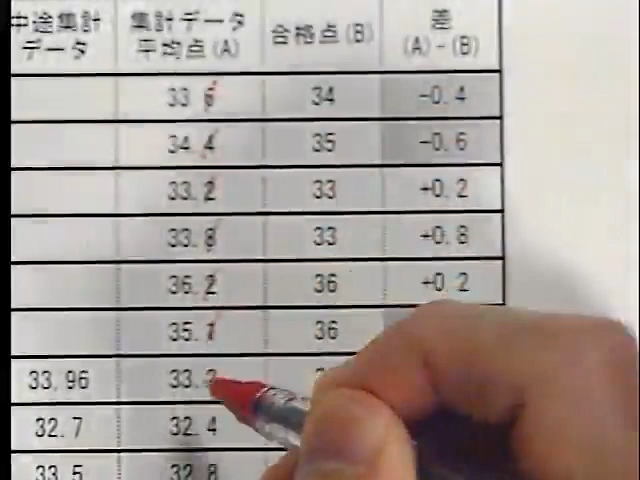 中途集計 集計データ 合格点(B) 差
データ 平均点(A) (A)-(B)
33.6 34 -0.4
34.4 35 -0.6
33.2 33 +0.2
33.8 33 +0.8
36.2 36 +0.2
35.1 36
33.96 33.2
32.7 32.4
33.5 32.8